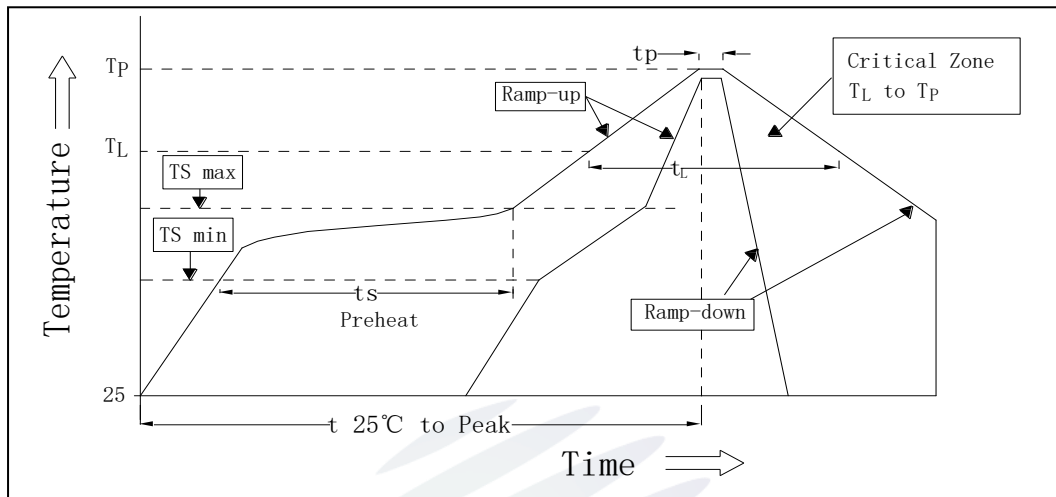 tp
Critical Zone
TL to TP
TP
Ramp-up
TL
tL
TS max
TS min
ts
Preheat
Ramp-down
Temperature
25
t 25℃ to Peak
Time